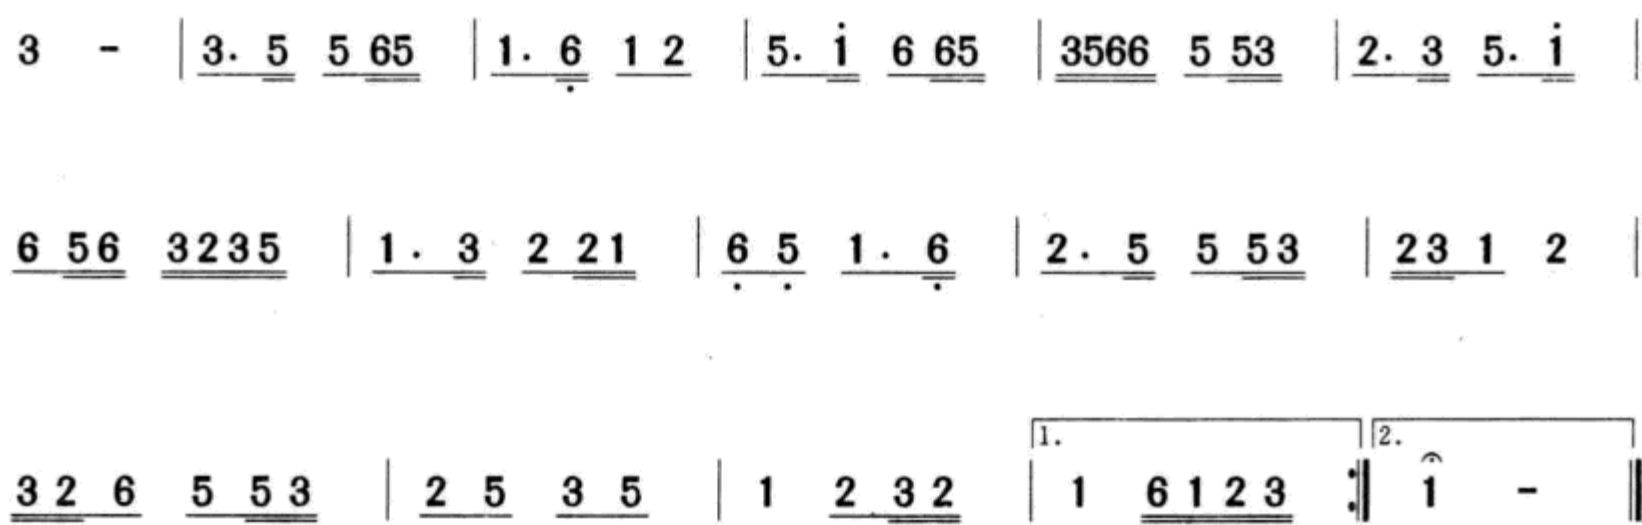 3 - | 3. 5 5 65 | 1. 6̣ 1 2 | 5. i̇ 6 65 | 3566 5 53 | 2. 3 5. i̇ |
6 56 3235 | 1. 3 2 21 | 6̣ 5̣ 1. 6̣ | 2. 5 5 53 | 23 1 2 |
1. 2.
32 6 5 53 | 2 5 3 5 | 1 2 32 | 1 6123 :‖ 1 - ‖